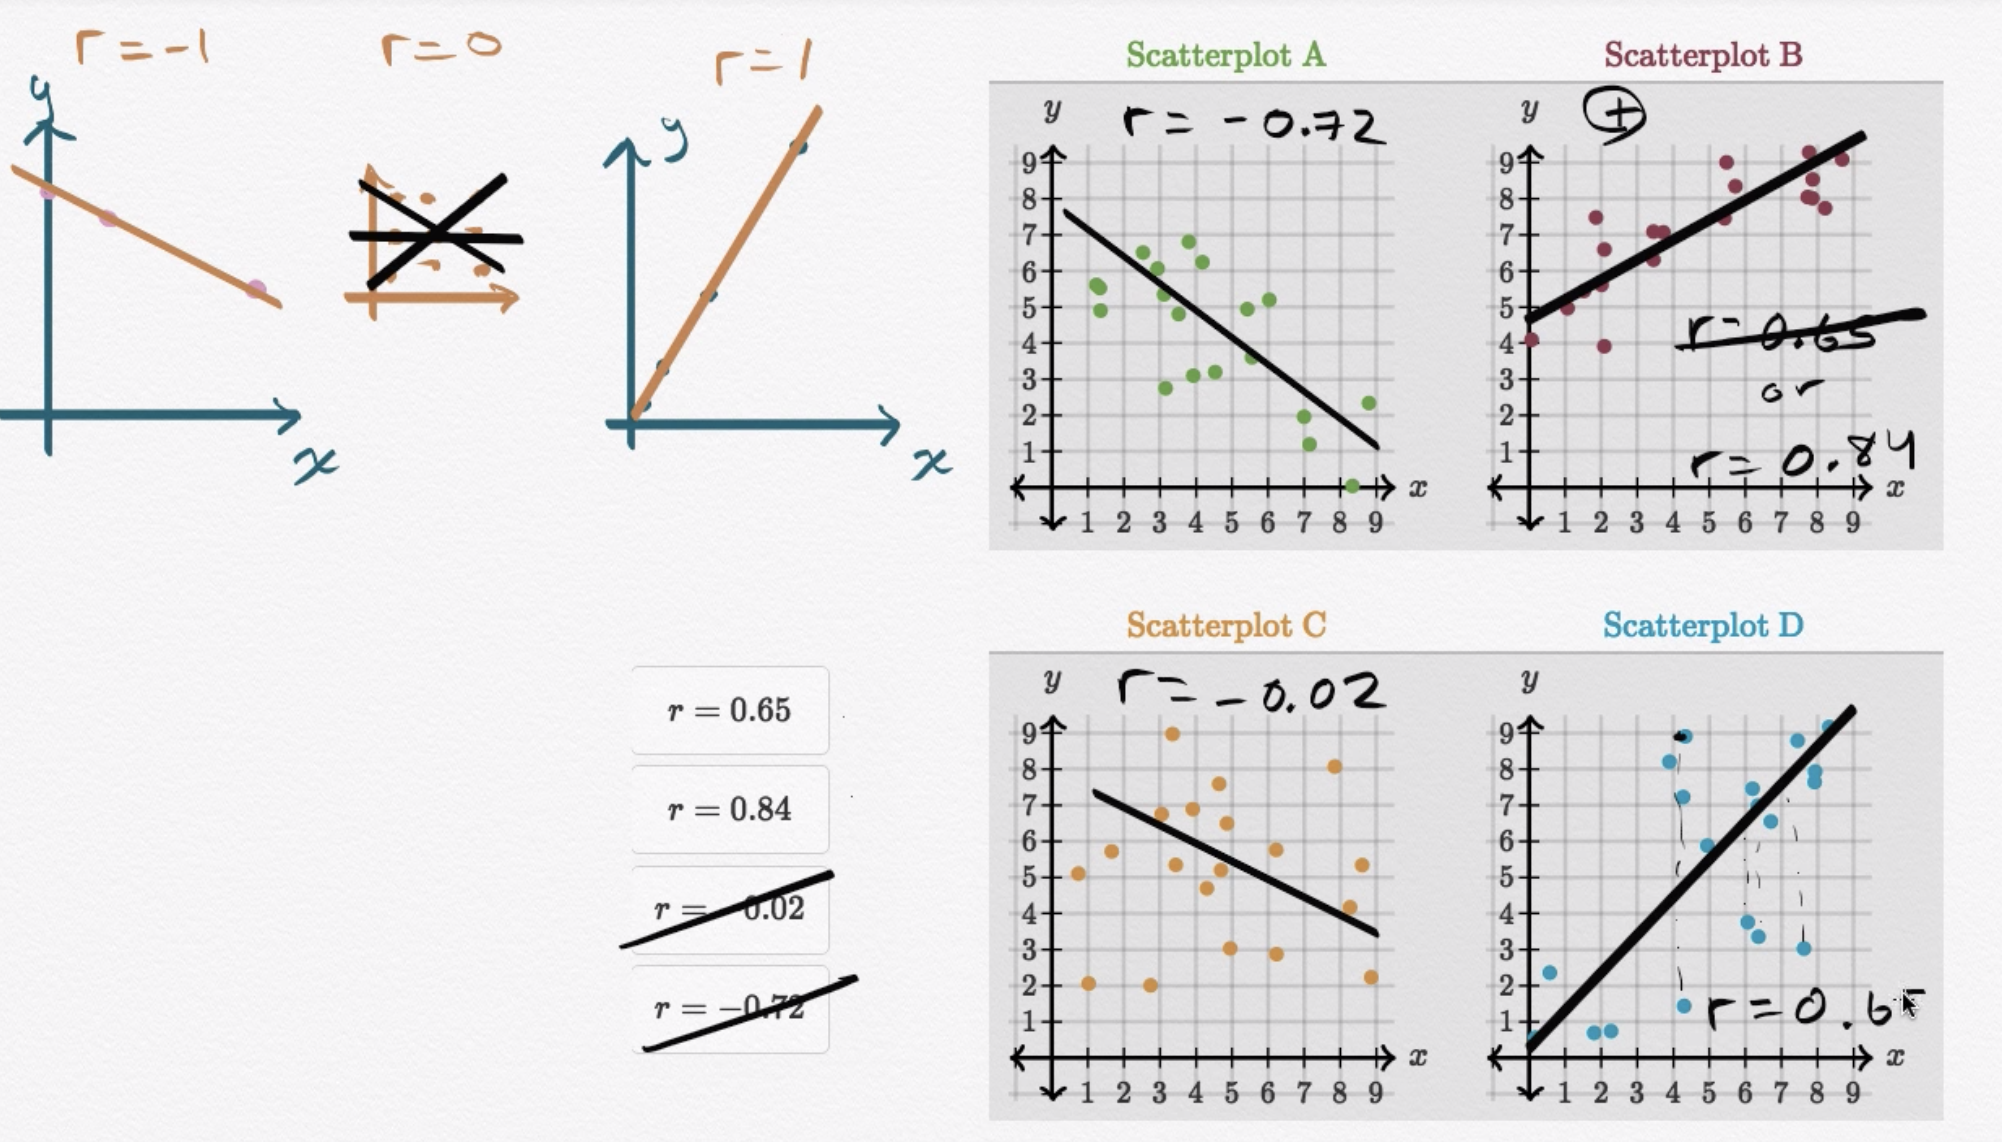 r = -1
r = 0
r = 1
y
x
y
x
Scatterplot A
y
r = -0.72
9
8
7
6
5
4
3
2
1
1 2 3 4 5 6 7 8 9
x
Scatterplot B
y
+
9
8
7
6
5
4
3
2
1
r = 0.65
or
r = 0.84
1 2 3 4 5 6 7 8 9
x
r = 0.65
r = 0.84
r = -0.02
r = −0.72
Scatterplot C
y
r = -0.02
9
8
7
6
5
4
3
2
1
1 2 3 4 5 6 7 8 9
x
Scatterplot D
y
9
8
7
6
5
4
3
2
1
r = 0.65
1 2 3 4 5 6 7 8 9
x